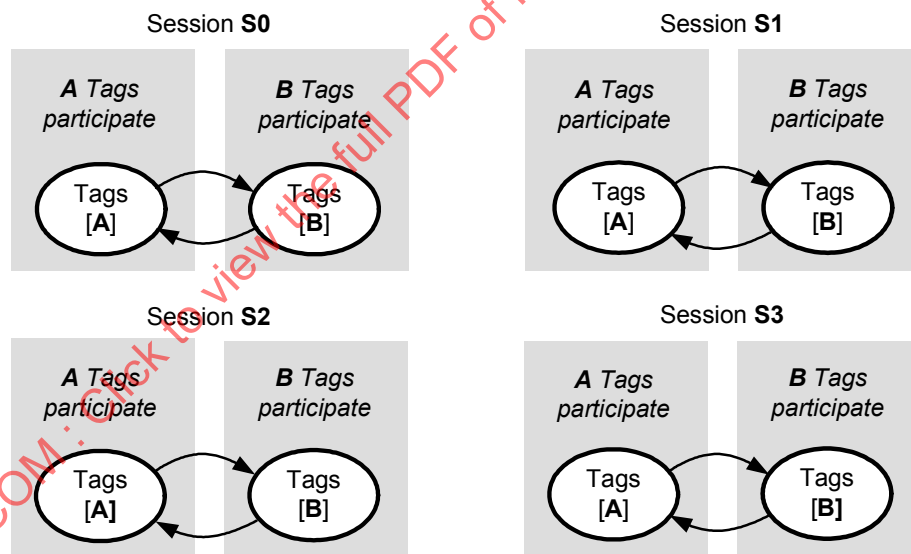 Session S0
A Tags
participate
B Tags
participate
Tags
[A]
Tags
[B]
Session S1
A Tags
participate
B Tags
participate
Tags
[A]
Tags
[B]
Session S2
A Tags
participate
B Tags
participate
Tags
[A]
Tags
[B]
Session S3
A Tags
participate
B Tags
participate
Tags
[A]
Tags
[B]
COM : Click to view the full PDF of